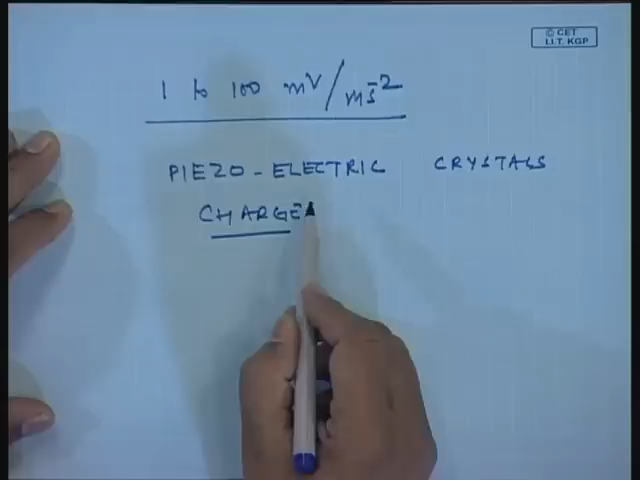 © CET
I.I.T. KGP
1 to 100 mV/ms⁻²
PIEZO-ELECTRIC CRYSTALS
CHARGE